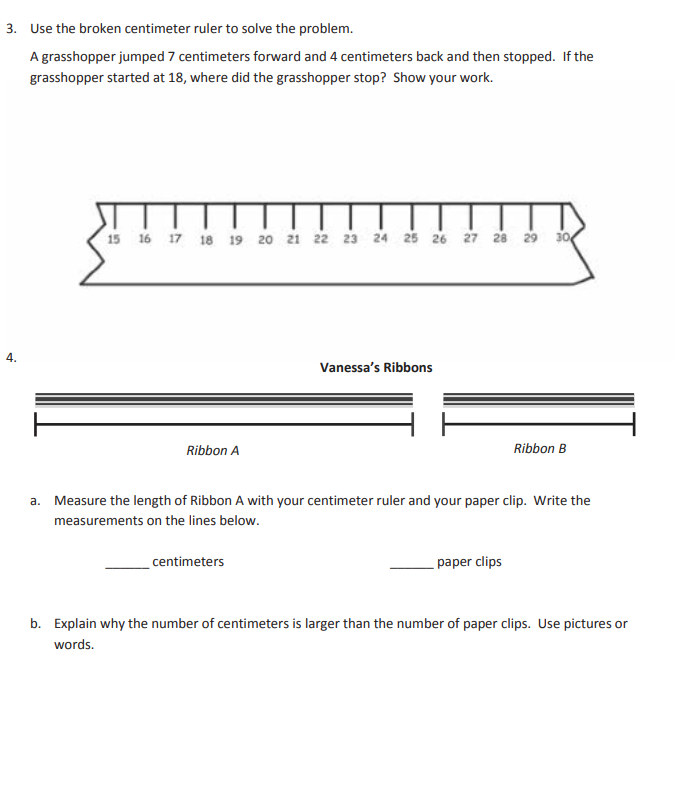 3. Use the broken centimeter ruler to solve the problem.
A grasshopper jumped 7 centimeters forward and 4 centimeters back and then stopped. If the
grasshopper started at 18, where did the grasshopper stop? Show your work.
15 16 17 18 19 20 21 22 23 24 25 26 27 28 29 30
4.
Vanessa's Ribbons
Ribbon A Ribbon B
a. Measure the length of Ribbon A with your centimeter ruler and your paper clip. Write the
measurements on the lines below.
______ centimeters ______ paper clips
b. Explain why the number of centimeters is larger than the number of paper clips. Use pictures or
words.